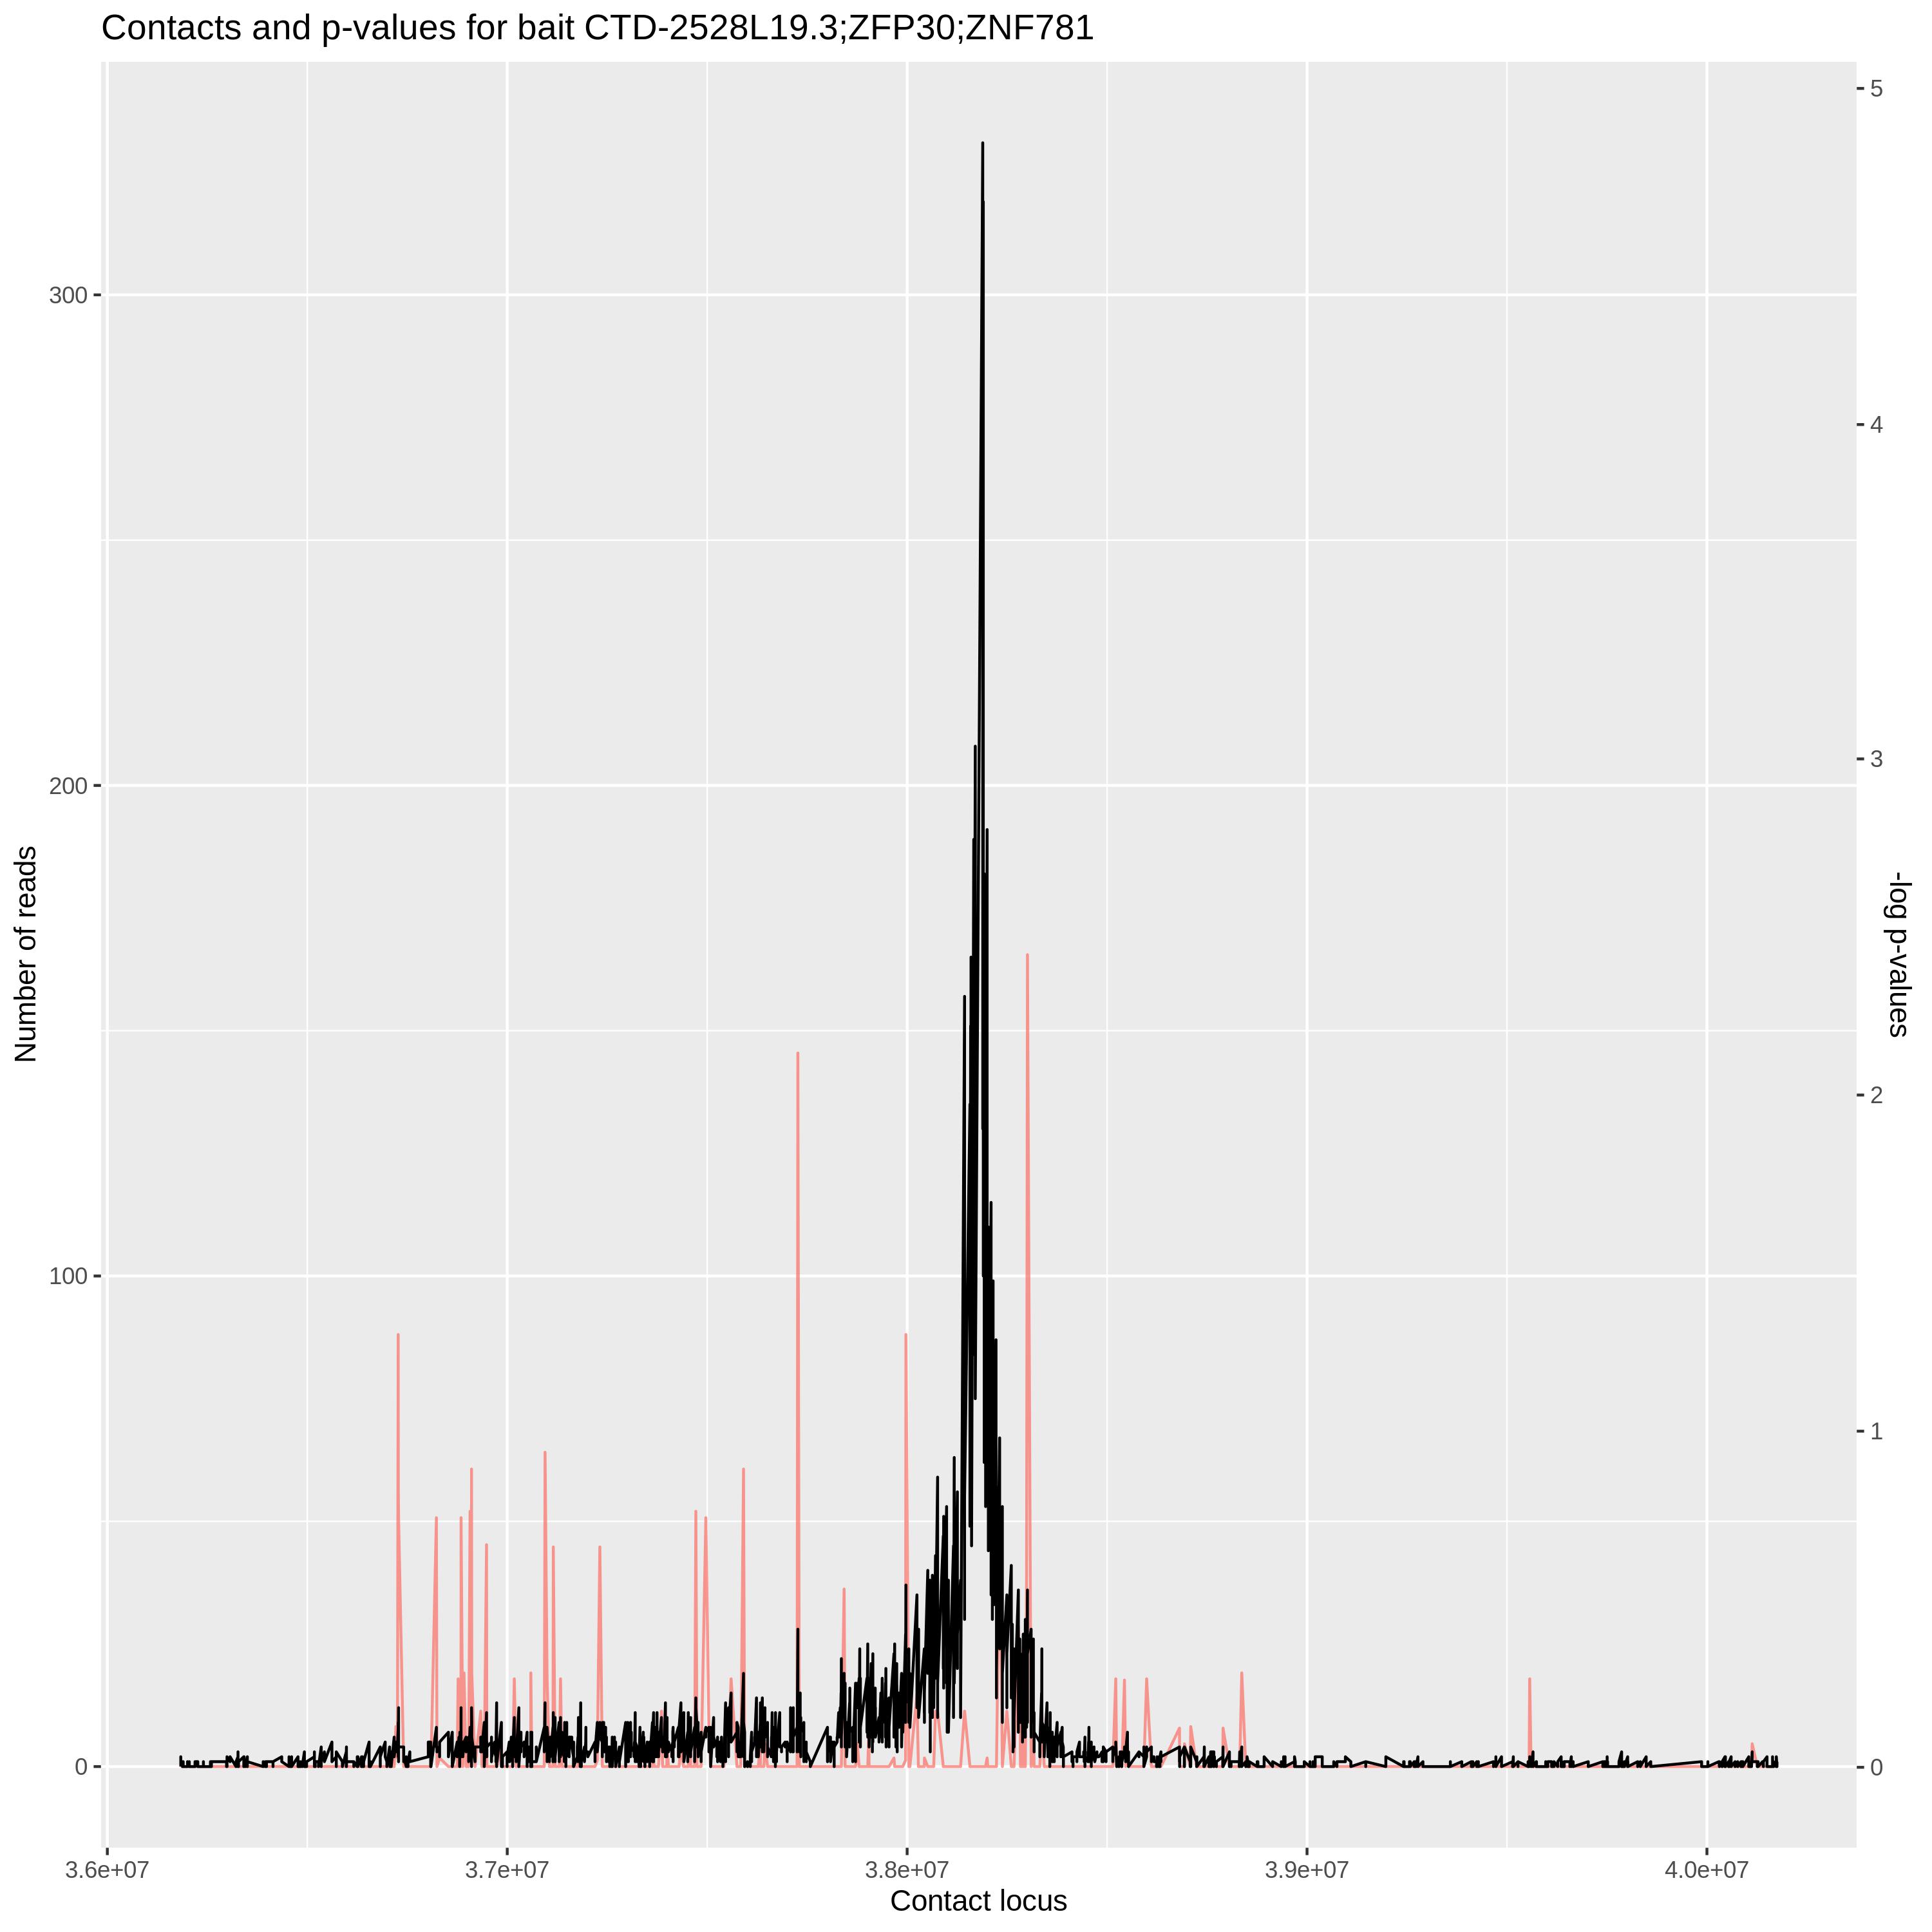 Contacts and p-values for bait CTD-2528L19.3;ZFP30;ZNF781
5
4
3
2
1
0
-log p-values
300
200
100
0
Number of reads
3.6e+07
3.7e+07
3.8e+07
3.9e+07
4.0e+07
Contact locus